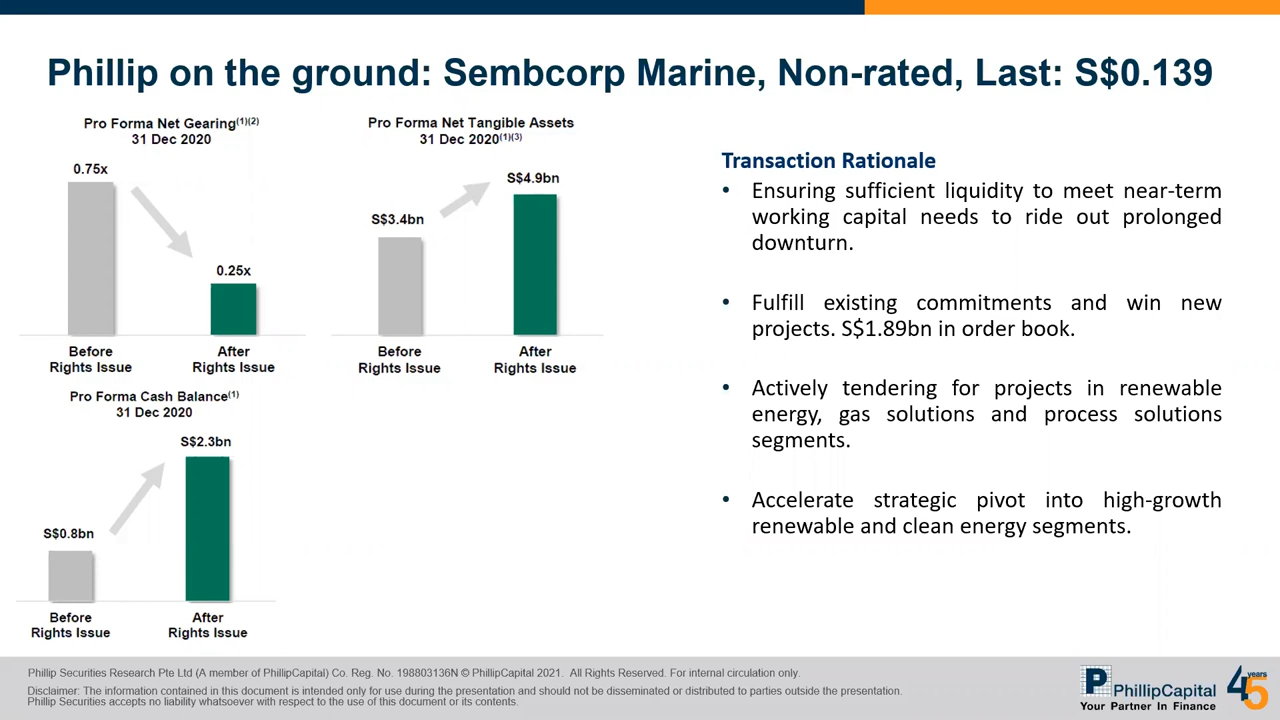 Phillip on the ground: Sembcorp Marine, Non-rated, Last: S$0.139
Pro Forma Net Gearing(1)(2)
31 Dec 2020
0.75x
0.25x
Before
Rights Issue
After
Rights Issue
Pro Forma Net Tangible Assets
31 Dec 2020(1)(3)
S$3.4bn
S$4.9bn
Before
Rights Issue
After
Rights Issue
Pro Forma Cash Balance(1)
31 Dec 2020
S$0.8bn
S$2.3bn
Before
Rights Issue
After
Rights Issue
Transaction Rationale
• Ensuring sufficient liquidity to meet near-term
working capital needs to ride out prolonged
downturn.
• Fulfill existing commitments and win new
projects. S$1.89bn in order book.
• Actively tendering for projects in renewable
energy, gas solutions and process solutions
segments.
• Accelerate strategic pivot into high-growth
renewable and clean energy segments.
Phillip Securities Research Pte Ltd (A member of PhillipCapital) Co. Reg. No. 198803136N © PhillipCapital 2021. All Rights Reserved. For internal circulation only.
Disclaimer: The information contained in this document is intended only for use during the presentation and should not be disseminated or distributed to parties outside the presentation.
Phillip Securities accepts no liability whatsoever with respect to the use of this document or its contents.
P PhillipCapital
Your Partner In Finance
45 years